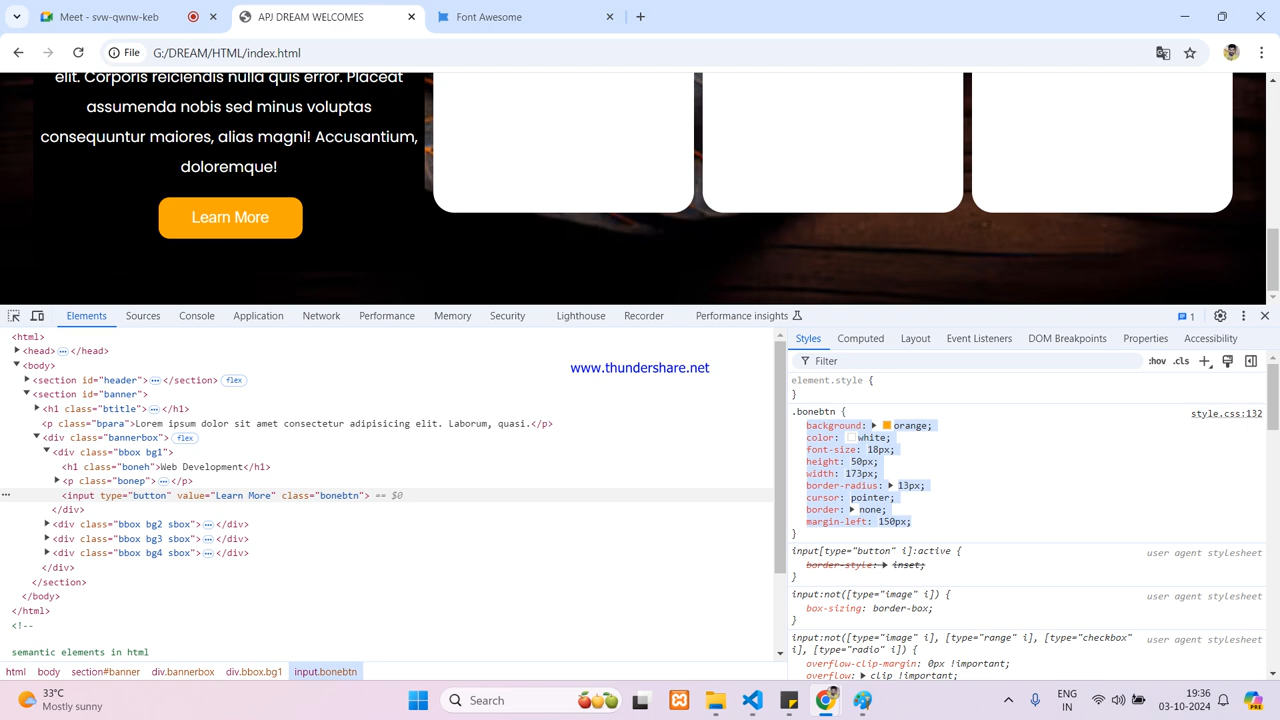 Meet - svw-qwnw-keb
APJ DREAM WELCOMES
Font Awesome
File G:/DREAM/HTML/index.html
elit. Corporis reiciendis nulla quis error. Placeat
assumenda nobis sed minus voluptas
consequuntur maiores, alias magni! Accusantium,
doloremque!
Learn More
Elements Sources Console Application Network Performance Memory Security Lighthouse Recorder Performance insights 1
<html>
<head> </head>
<body>
<section id="header"> </section> flex
<section id="banner">
<h1 class="btitle"> </h1>
<p class="bpara">Lorem ipsum dolor sit amet consectetur adipisicing elit. Laborum, quasi.</p>
<div class="bannerbox"> flex
<div class="bbox bg1">
<h1 class="boneh">Web Development</h1>
<p class="bonep"> </p>
<input type="button" value="Learn More" class="bonebtn"> == $0
</div>
<div class="bbox bg2 sbox"> </div>
<div class="bbox bg3 sbox"> </div>
<div class="bbox bg4 sbox"> </div>
</div>
</section>
</body>
</html>
<!--
semantic elements in html
html body section#banner div.bannerbox div.bbox.bg1 input.bonebtn
www.thundershare.net
Styles Computed Layout Event Listeners DOM Breakpoints Properties Accessibility
Filter :hov .cls
element.style {
}
.bonebtn { style.css:132
background: orange;
color: white;
font-size: 18px;
height: 50px;
width: 173px;
border-radius: 13px;
cursor: pointer;
border: none;
margin-left: 150px;
}
input[type="button" i]:active { user agent stylesheet
border-style: inset;
}
input:not([type="image" i]) { user agent stylesheet
box-sizing: border-box;
}
input:not([type="image" i], [type="range" i], [type="checkbox" user agent stylesheet
i], [type="radio" i]) {
overflow-clip-margin: 0px !important;
overflow: clip !important;
33°C
Mostly sunny
Search
ENG
IN
19:36
03-10-2024
PRE